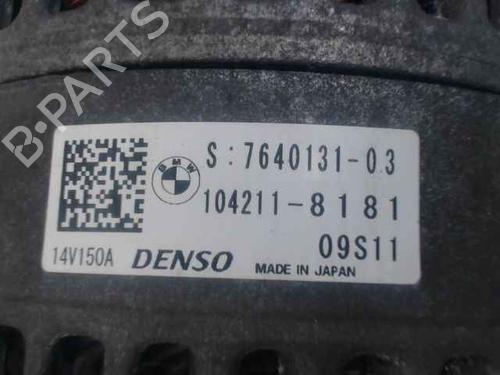 B-PARTS
BMW
S:7640131-03
104211-8181
09S11
14V150A DENSO MADE IN JAPAN